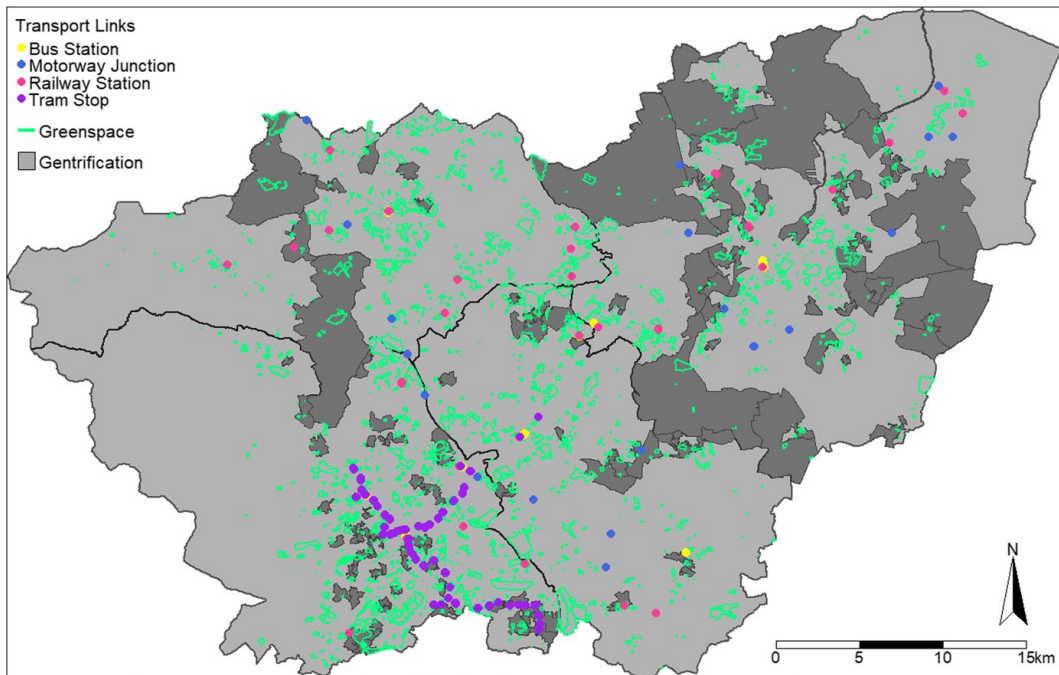 Transport Links
Bus Station
Motorway Junction
Railway Station
Tram Stop
Greenspace
Gentrification
N
0 5 10 15km